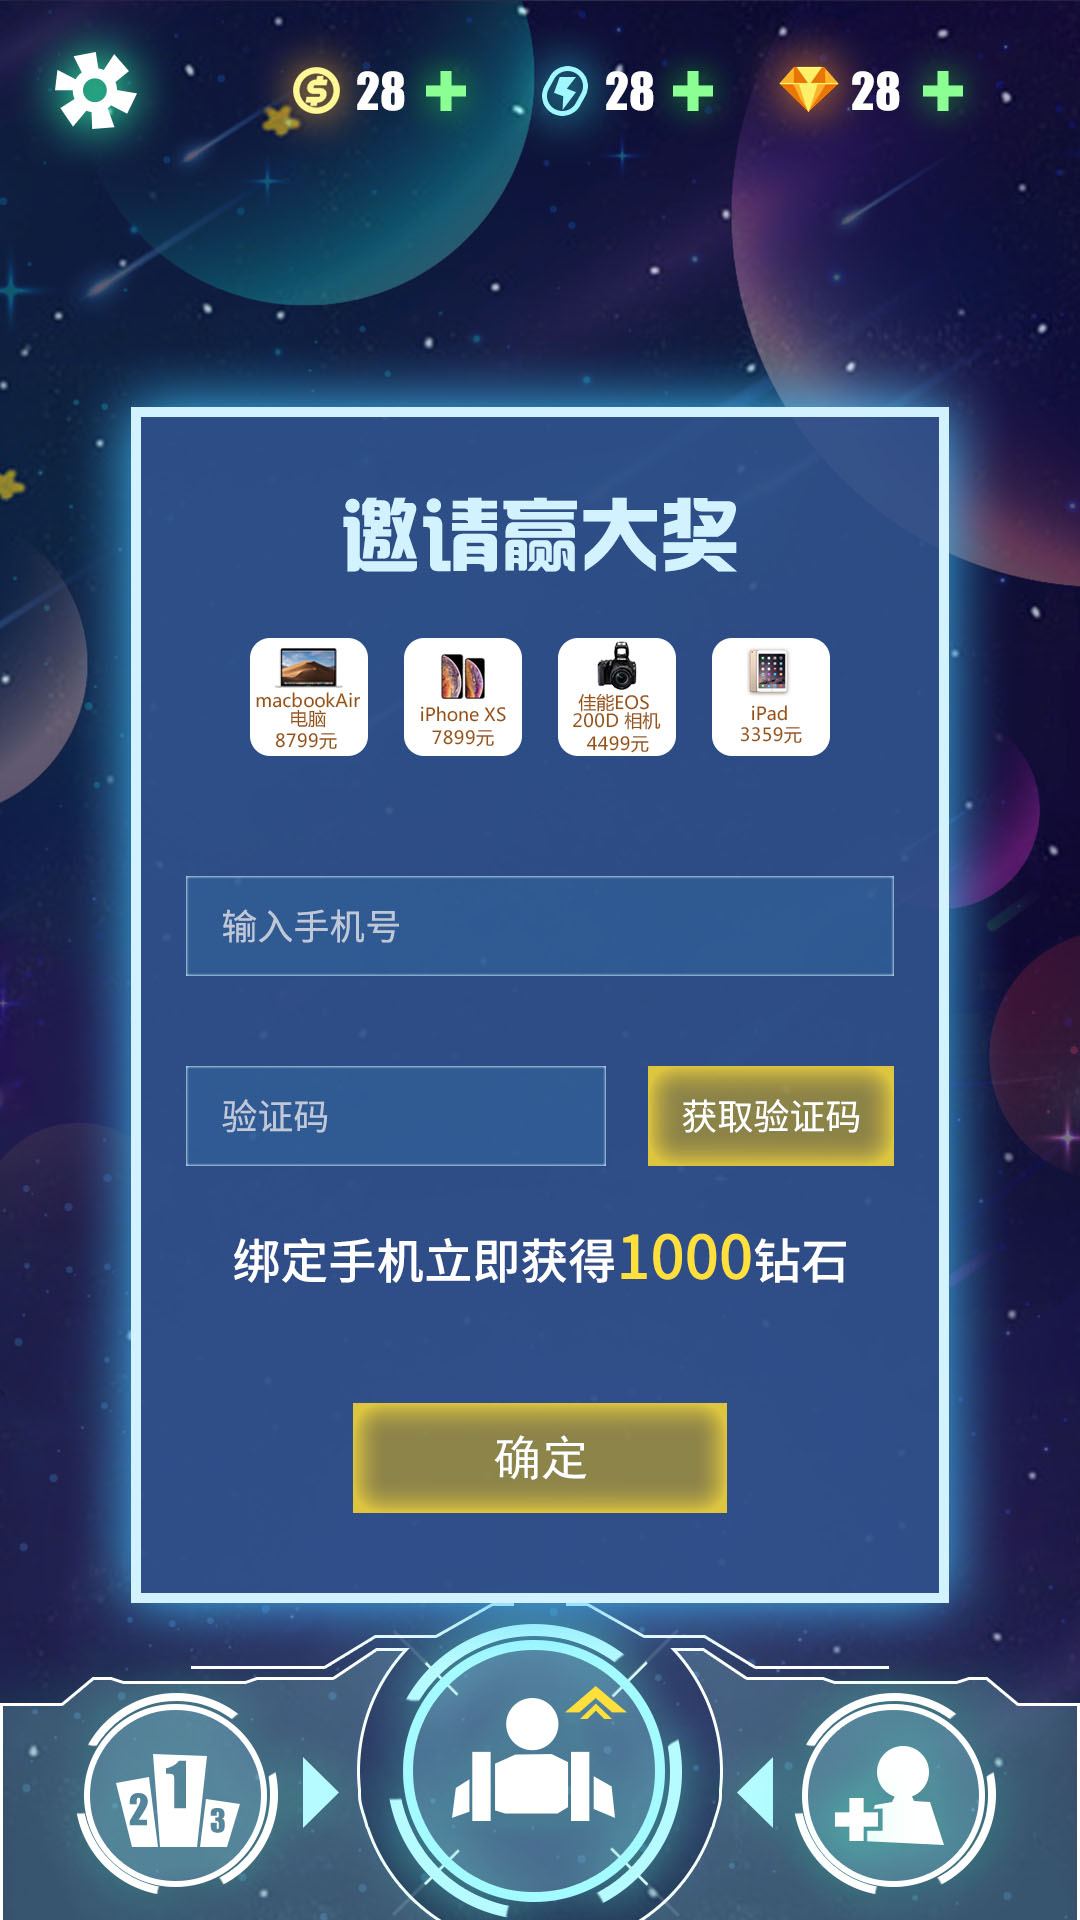 28 28 28
邀请赢大奖
macbookAir
电脑
8799元
iPhone XS
7899元
佳能EOS
200D 相机
4499元
iPad
3359元
输入手机号
验证码 获取验证码
绑定手机立即获得1000钻石
确定
2 1 3